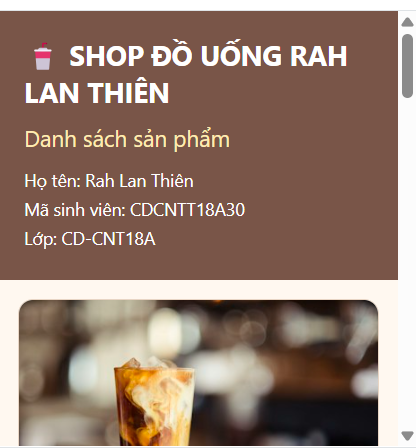 SHOP ĐỒ UỐNG RAH
LAN THIÊN
Danh sách sản phẩm
Họ tên: Rah Lan Thiên
Mã sinh viên: CDCNTT18A30
Lớp: CD-CNT18A